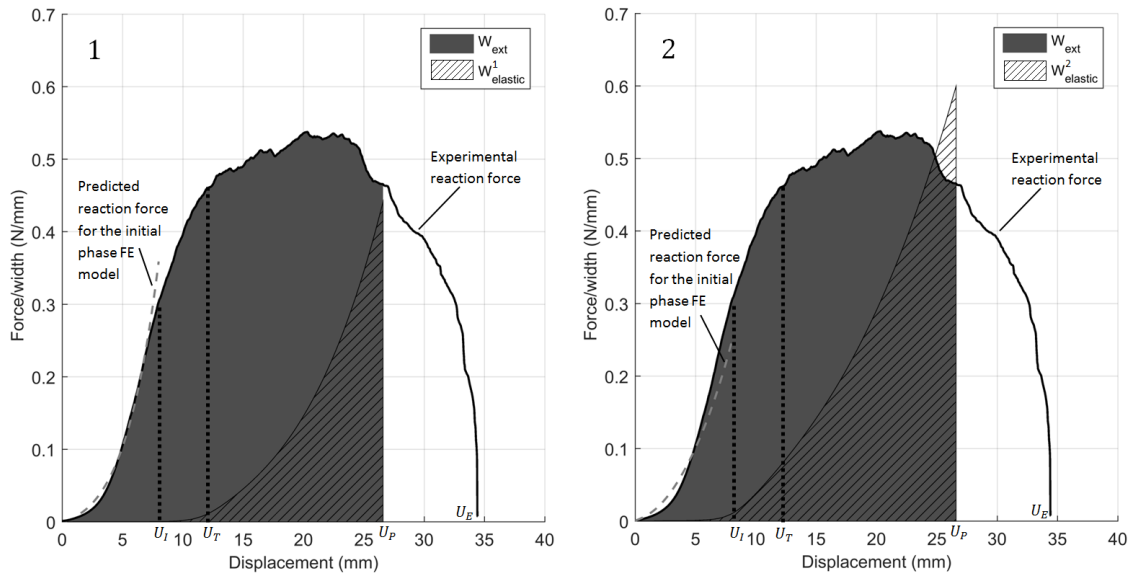 1
W_ext
W^1_elastic
Experimental
reaction force
Predicted
reaction force
for the initial
phase FE
model
Force/width (N/mm)
0.7
0.6
0.5
0.4
0.3
0.2
0.1
0
U_I
U_T
U_P
U_E
0 5 10 15 20 25 30 35 40
Displacement (mm)
2
W_ext
W^2_elastic
Experimental
reaction force
Predicted
reaction force
for the initial
phase FE
model
Force/width (N/mm)
0.7
0.6
0.5
0.4
0.3
0.2
0.1
0
U_I
U_T
U_P
U_E
0 5 10 15 20 25 30 35 40
Displacement (mm)